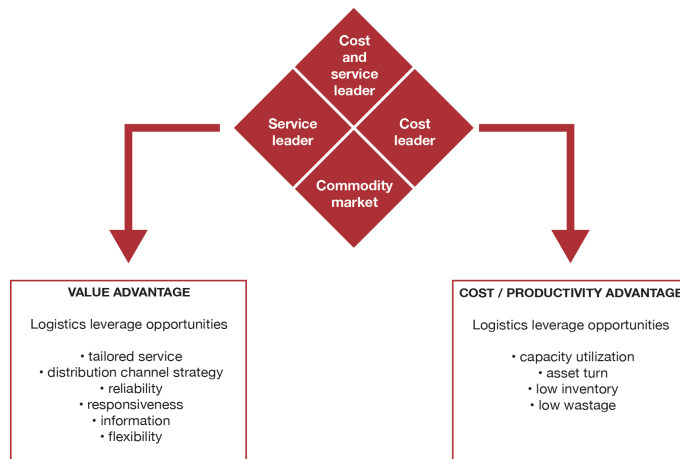 Cost
and
service
leader
Service
leader
Cost
leader
Commodity
market
VALUE ADVANTAGE
Logistics leverage opportunities
• tailored service
• distribution channel strategy
• reliability
• responsiveness
• information
• flexibility
COST / PRODUCTIVITY ADVANTAGE
Logistics leverage opportunities
• capacity utilization
• asset turn
• low inventory
• low wastage